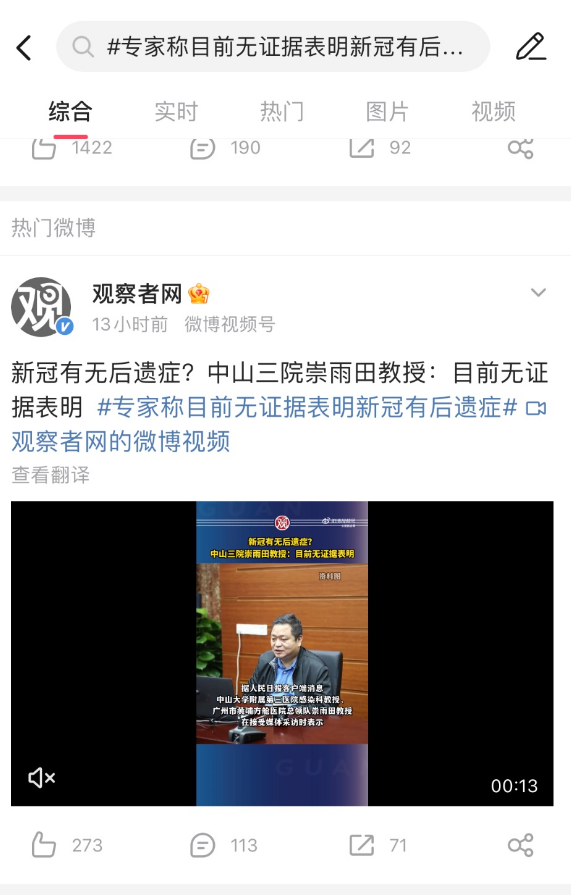 #专家称目前无证据表明新冠有后...
综合 实时 热门 图片 视频
1422 190 92
热门微博
观
观察者网
13小时前 微博视频号
新冠有无后遗症？中山三院崇雨田教授：目前无证
据表明 #专家称目前无证据表明新冠有后遗症#
观察者网的微博视频
查看翻译
GUAN
观
新冠有无后遗症？
中山三院崇雨田教授：目前无证据表明
资料图
据人民日报客户端消息
中山大学附属第三医院感染科教授、
广州市黄埔方舱医院总领队崇雨田教授
在接受媒体采访时表示
GUA
00:13
273 113 71